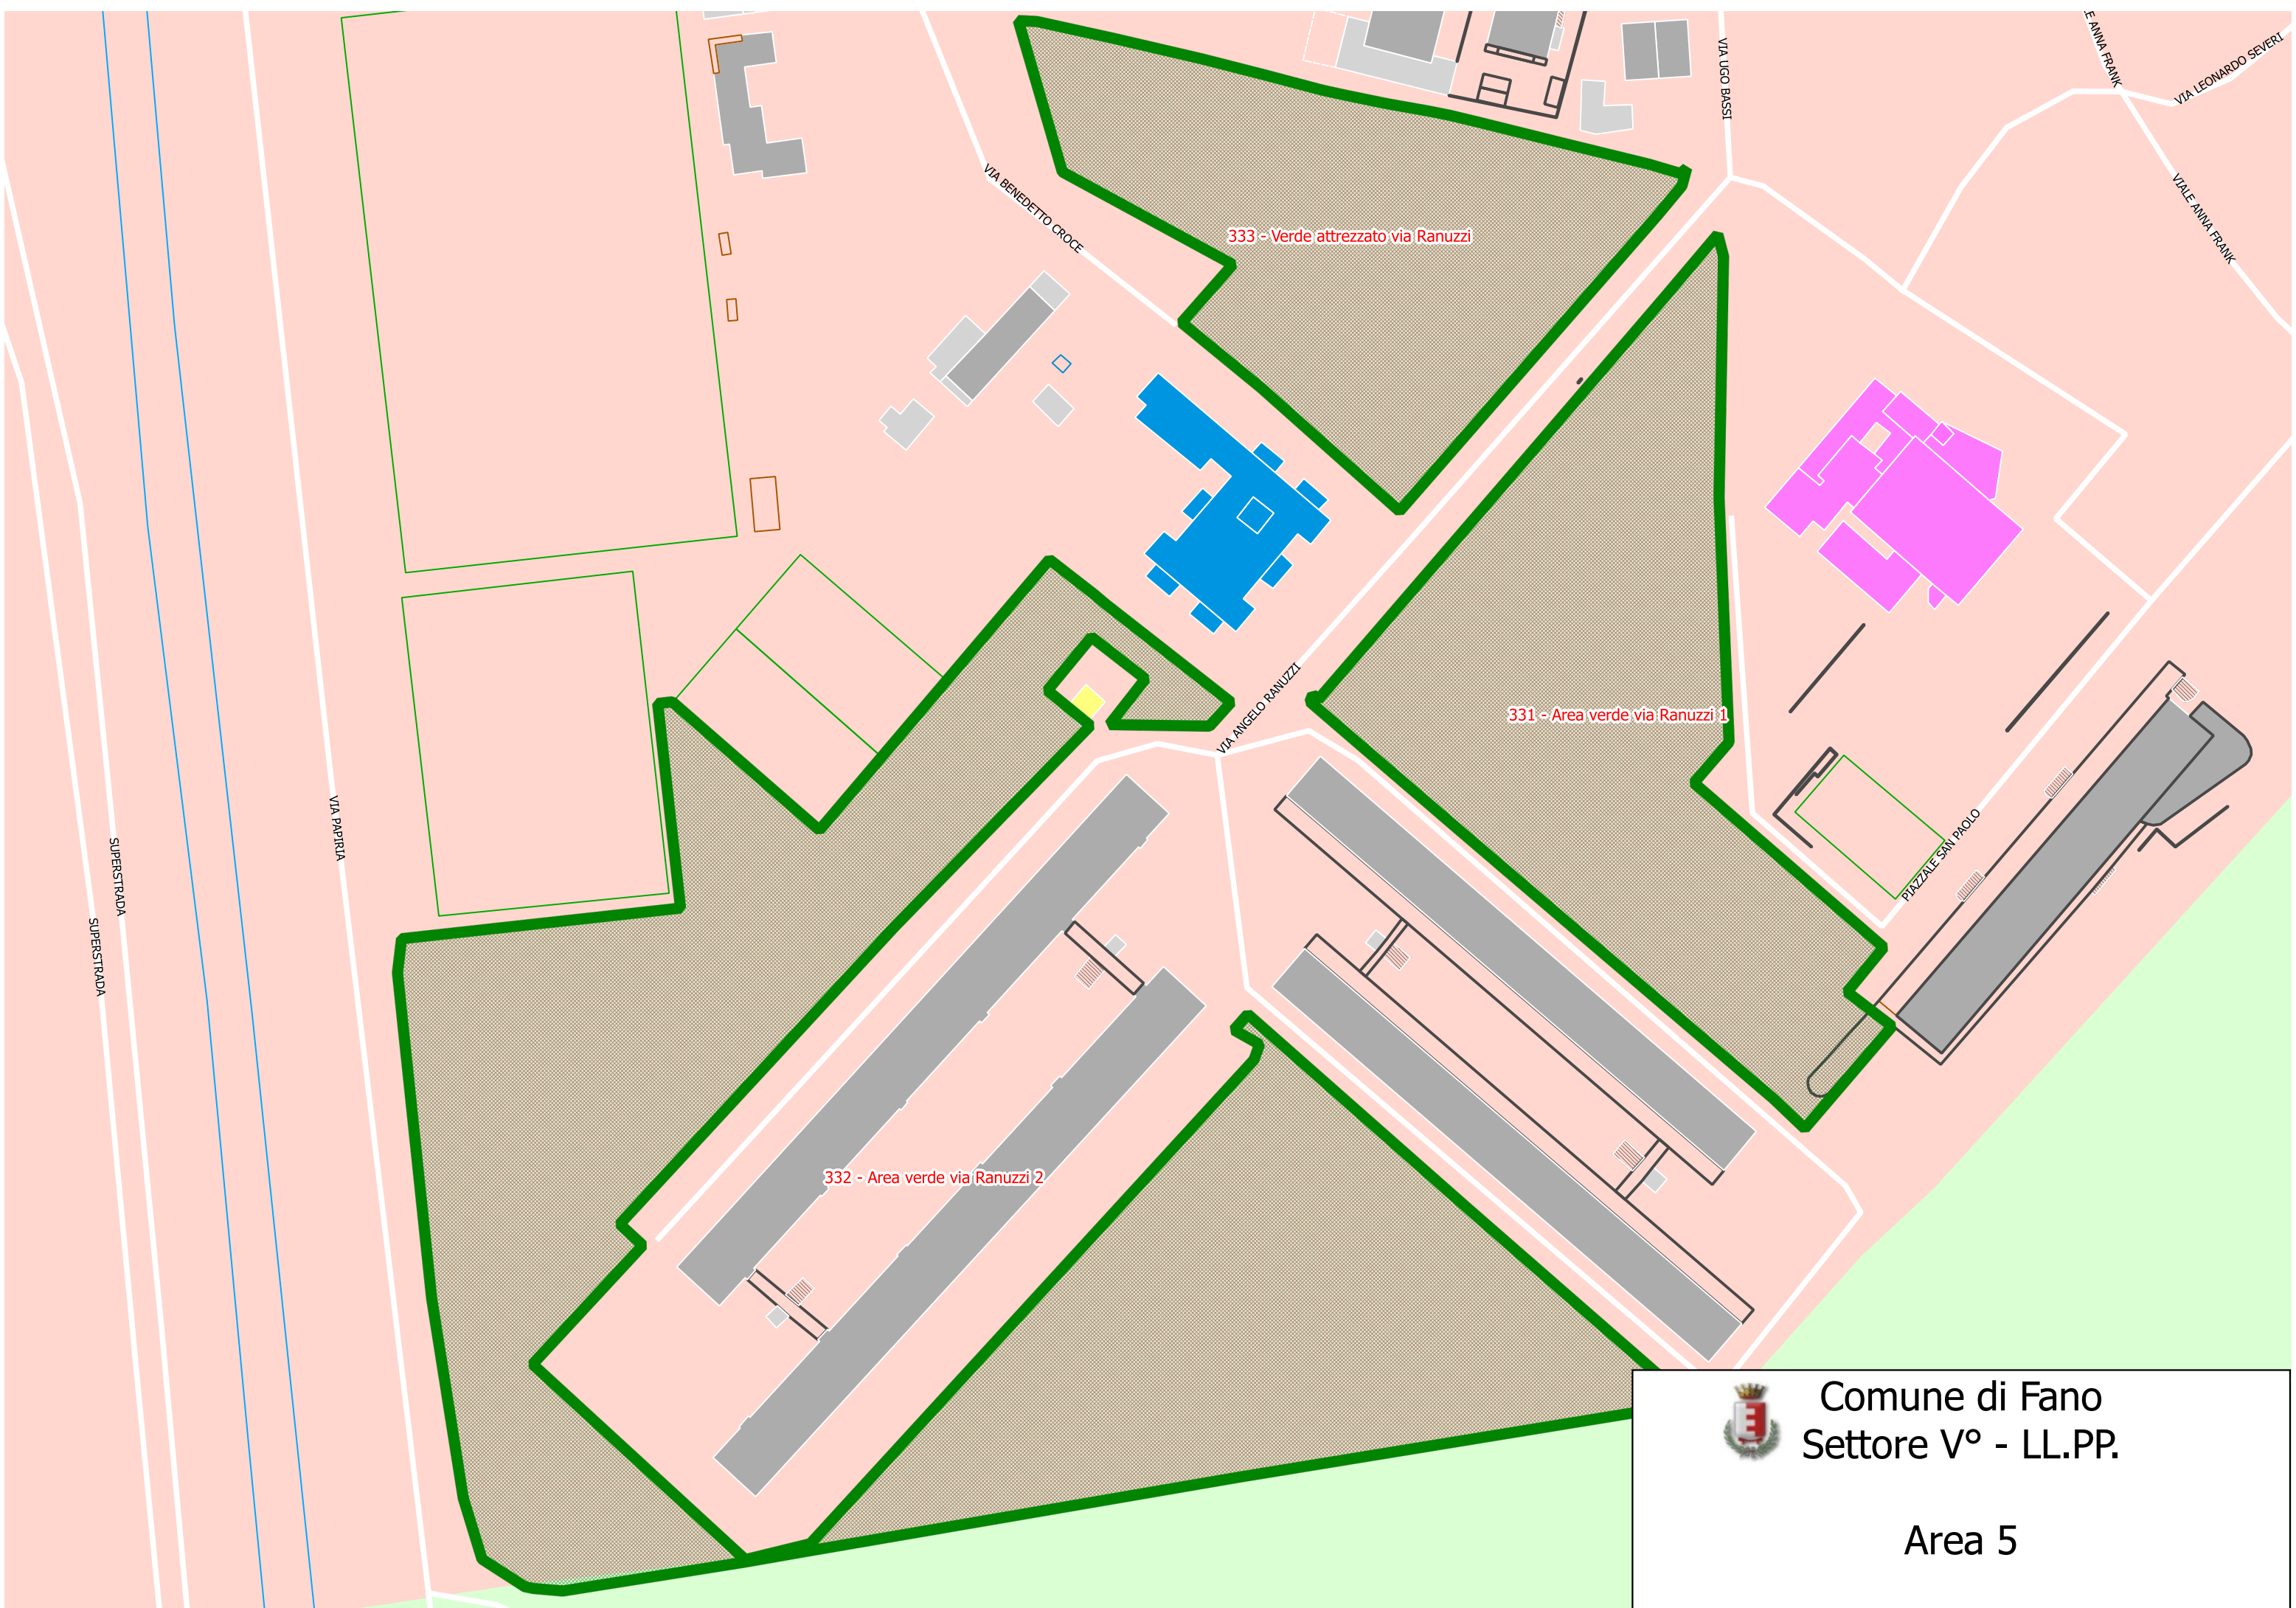 E ANNA FRANK
VIA LEONARDO SEVERI
VIA UGO BASSI
VIA BENEDETTO CROCE
VIALE ANNA FRANK
333 - Verde attrezzato via Ranuzzi
VIA ANGELO RANUZZI
331 - Area verde via Ranuzzi 1
VIA PAPIRIA
SUPERSTRADA
SUPERSTRADA
PIAZZALE SAN PAOLO
332 - Area verde via Ranuzzi 2
Comune di Fano
Settore V° - LL.PP.
Area 5